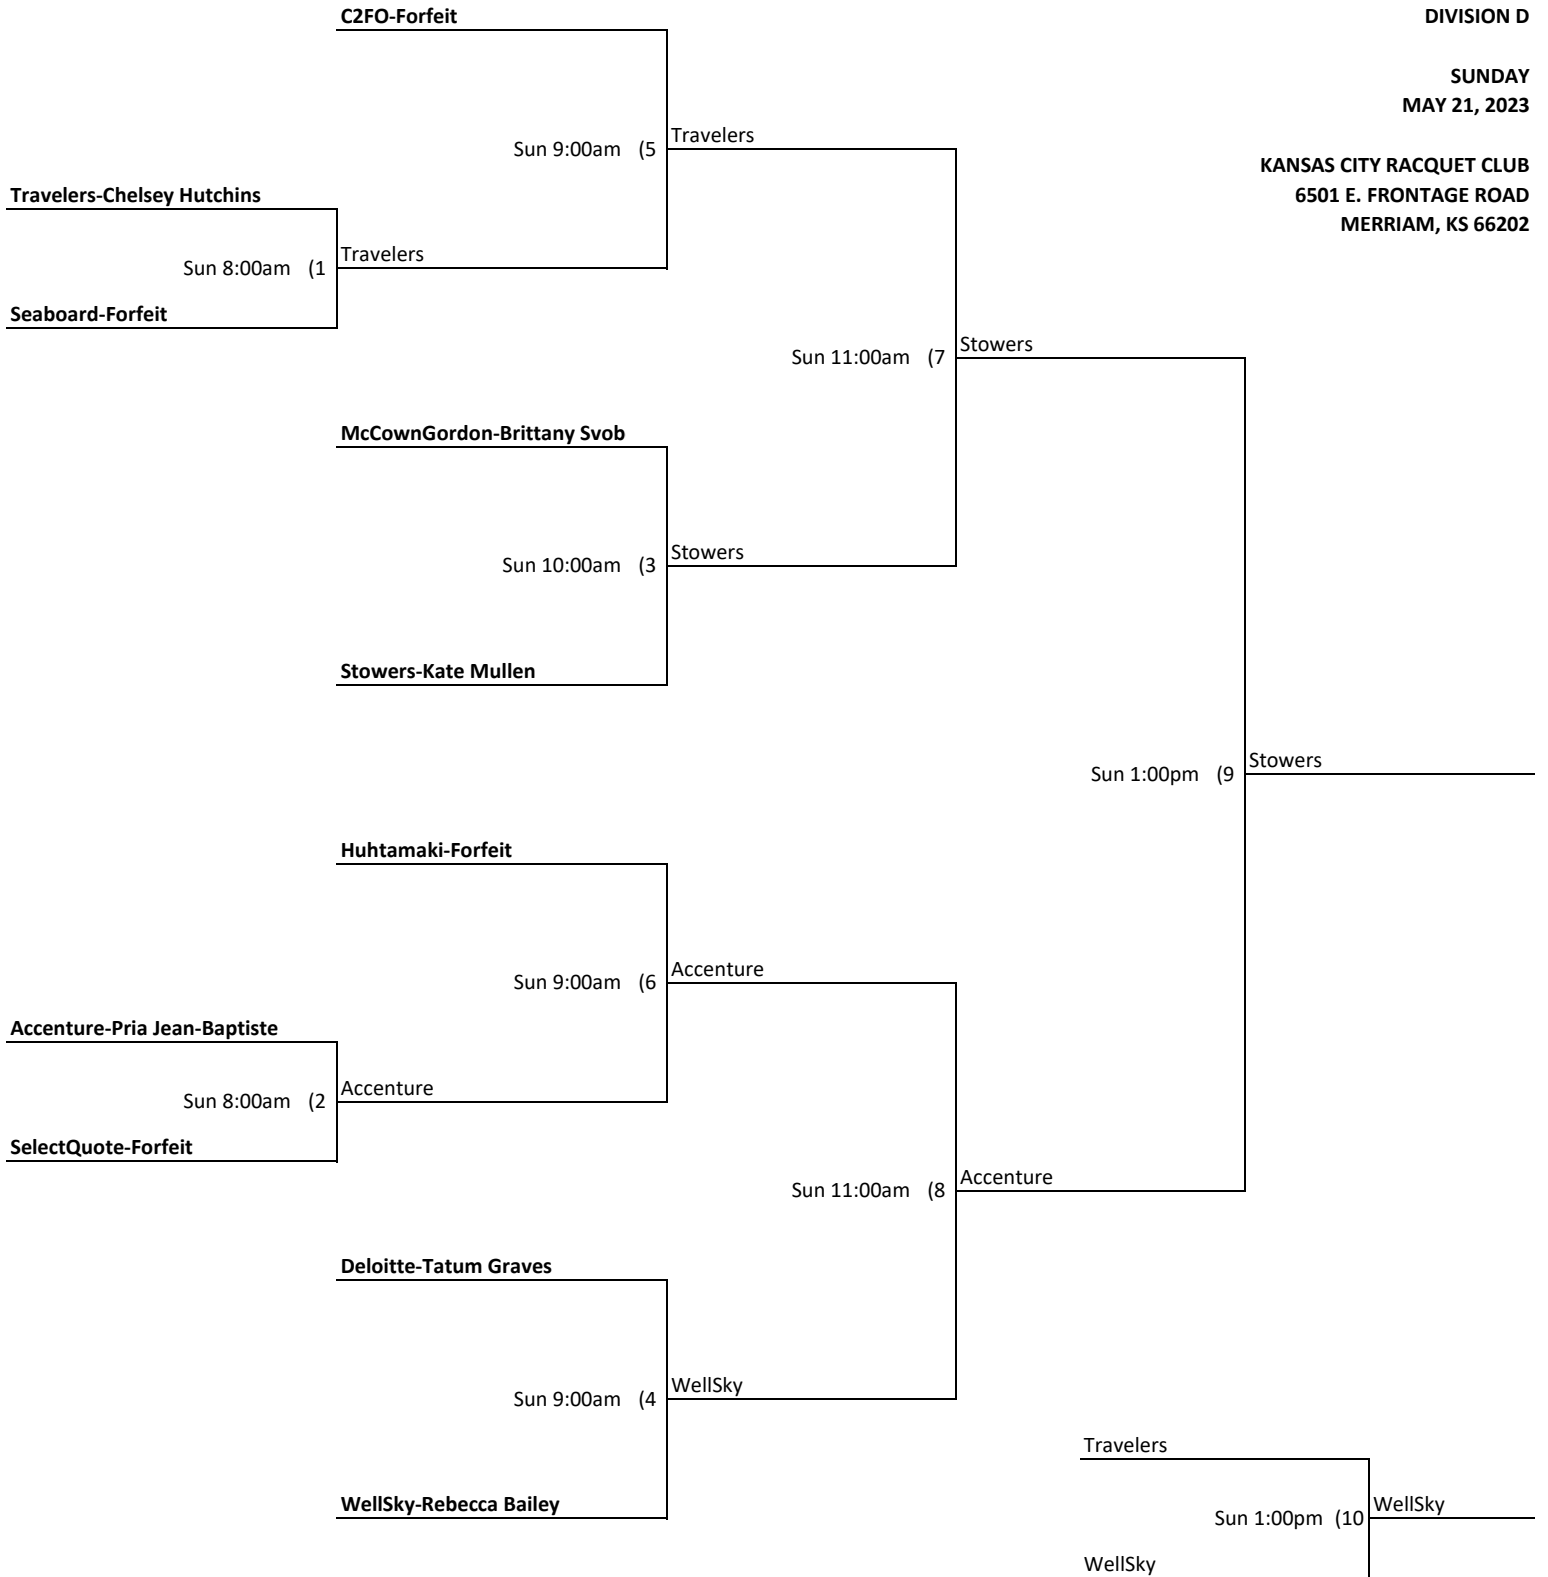 C2FO-Forfeit
DIVISION D
SUNDAY
MAY 21, 2023
Sun 9:00am (5
Travelers
KANSAS CITY RACQUET CLUB
Travelers-Chelsey Hutchins
6501 E. FRONTAGE ROAD
MERRIAM, KS 66202
Sun 8:00am (1
Travelers
Seaboard-Forfeit
Sun 11:00am (7
Stowers
McCownGordon-Brittany Svob
Sun 10:00am (3
Stowers
Stowers-Kate Mullen
Sun 1:00pm (9
Stowers
Huhtamaki-Forfeit
Sun 9:00am (6
Accenture
Accenture-Pria Jean-Baptiste
Sun 8:00am (2
Accenture
SelectQuote-Forfeit
Sun 11:00am (8
Accenture
Deloitte-Tatum Graves
Sun 9:00am (4
WellSky
Travelers
WellSky-Rebecca Bailey
Sun 1:00pm (10
WellSky
WellSky